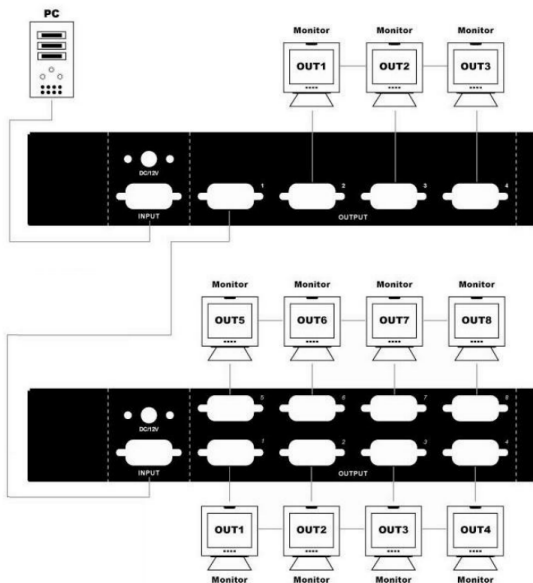 PC
Monitor Monitor Monitor
OUT1 OUT2 OUT3
DC/12V
1 2 3 4
INPUT OUTPUT
Monitor Monitor Monitor Monitor
OUT5 OUT6 OUT7 OUT8
5 6 7 8
DC/12V
1 2 3 4
INPUT OUTPUT
OUT1 OUT2 OUT3 OUT4
Monitor Monitor Monitor Monitor